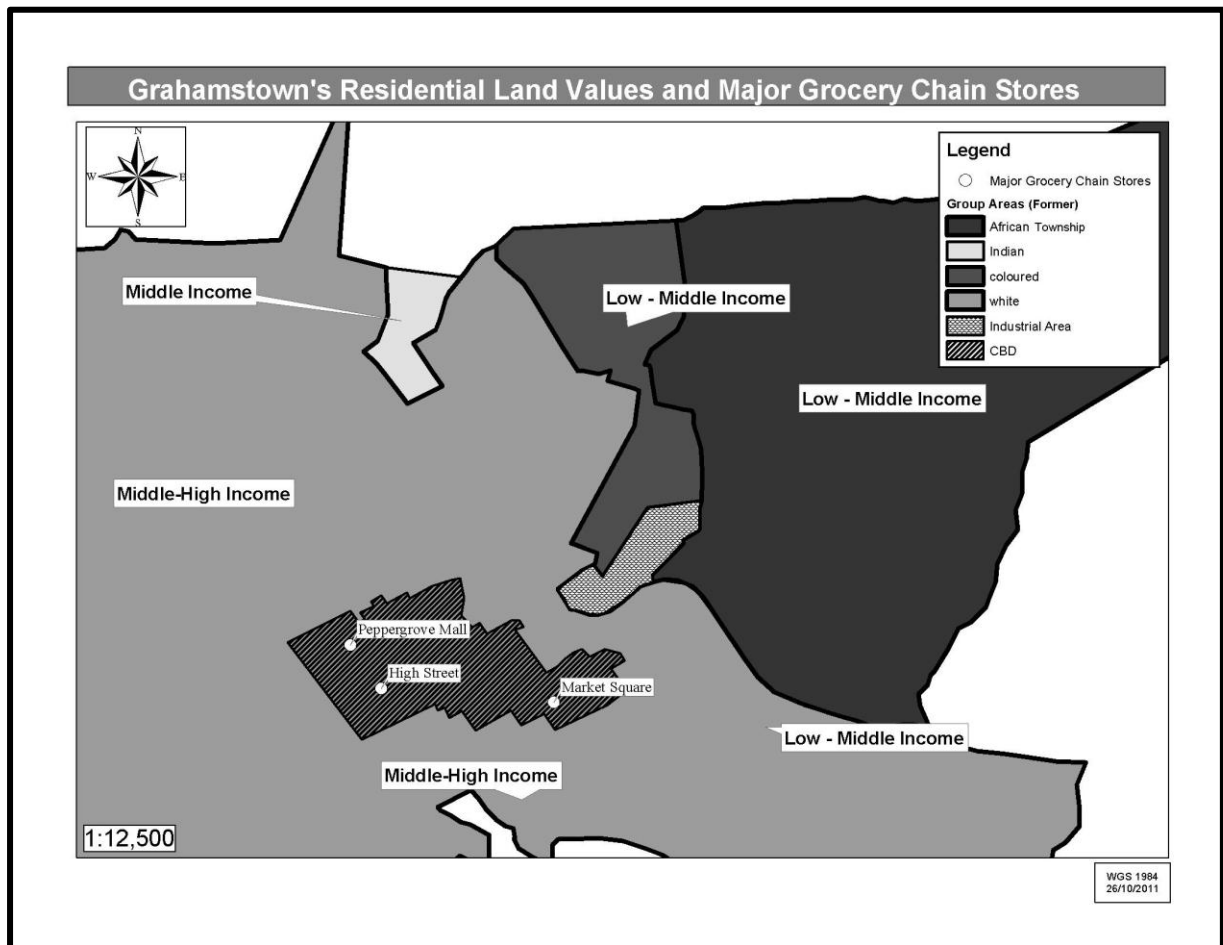 Grahamstown's Residential Land Values and Major Grocery Chain Stores
N
W
E
S
Legend
Major Grocery Chain Stores
Group Areas (Former)
African Township
Indian
coloured
white
Industrial Area
CBD
Middle Income
Low - Middle Income
Low - Middle Income
Middle-High Income
Peppergrove Mall
High Street
Market Square
Low - Middle Income
Middle-High Income
1:12,500
WGS 1984
26/10/2011